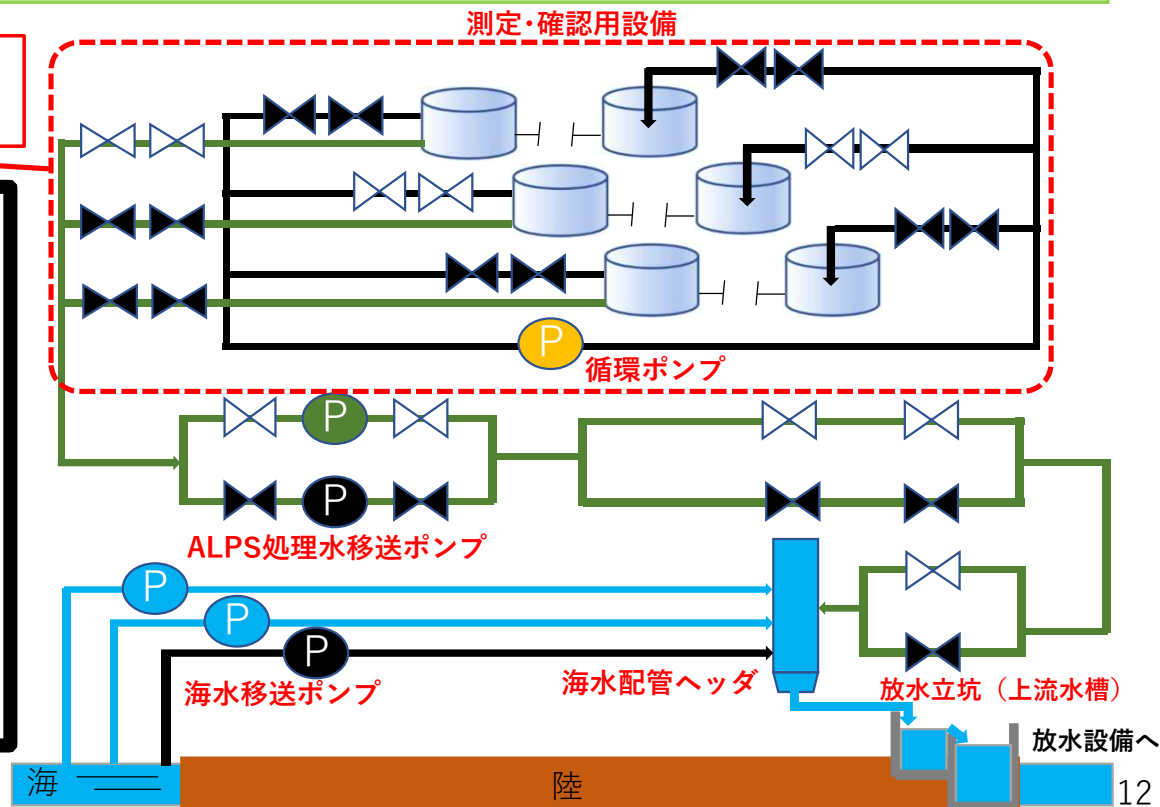 測定・確認用設備
P
循環ポンプ
P
P
ALPS処理水移送ポンプ
P
P
P
海水移送ポンプ
海水配管ヘッダ
放水立坑（上流水槽）
放水設備へ
海
陸
12